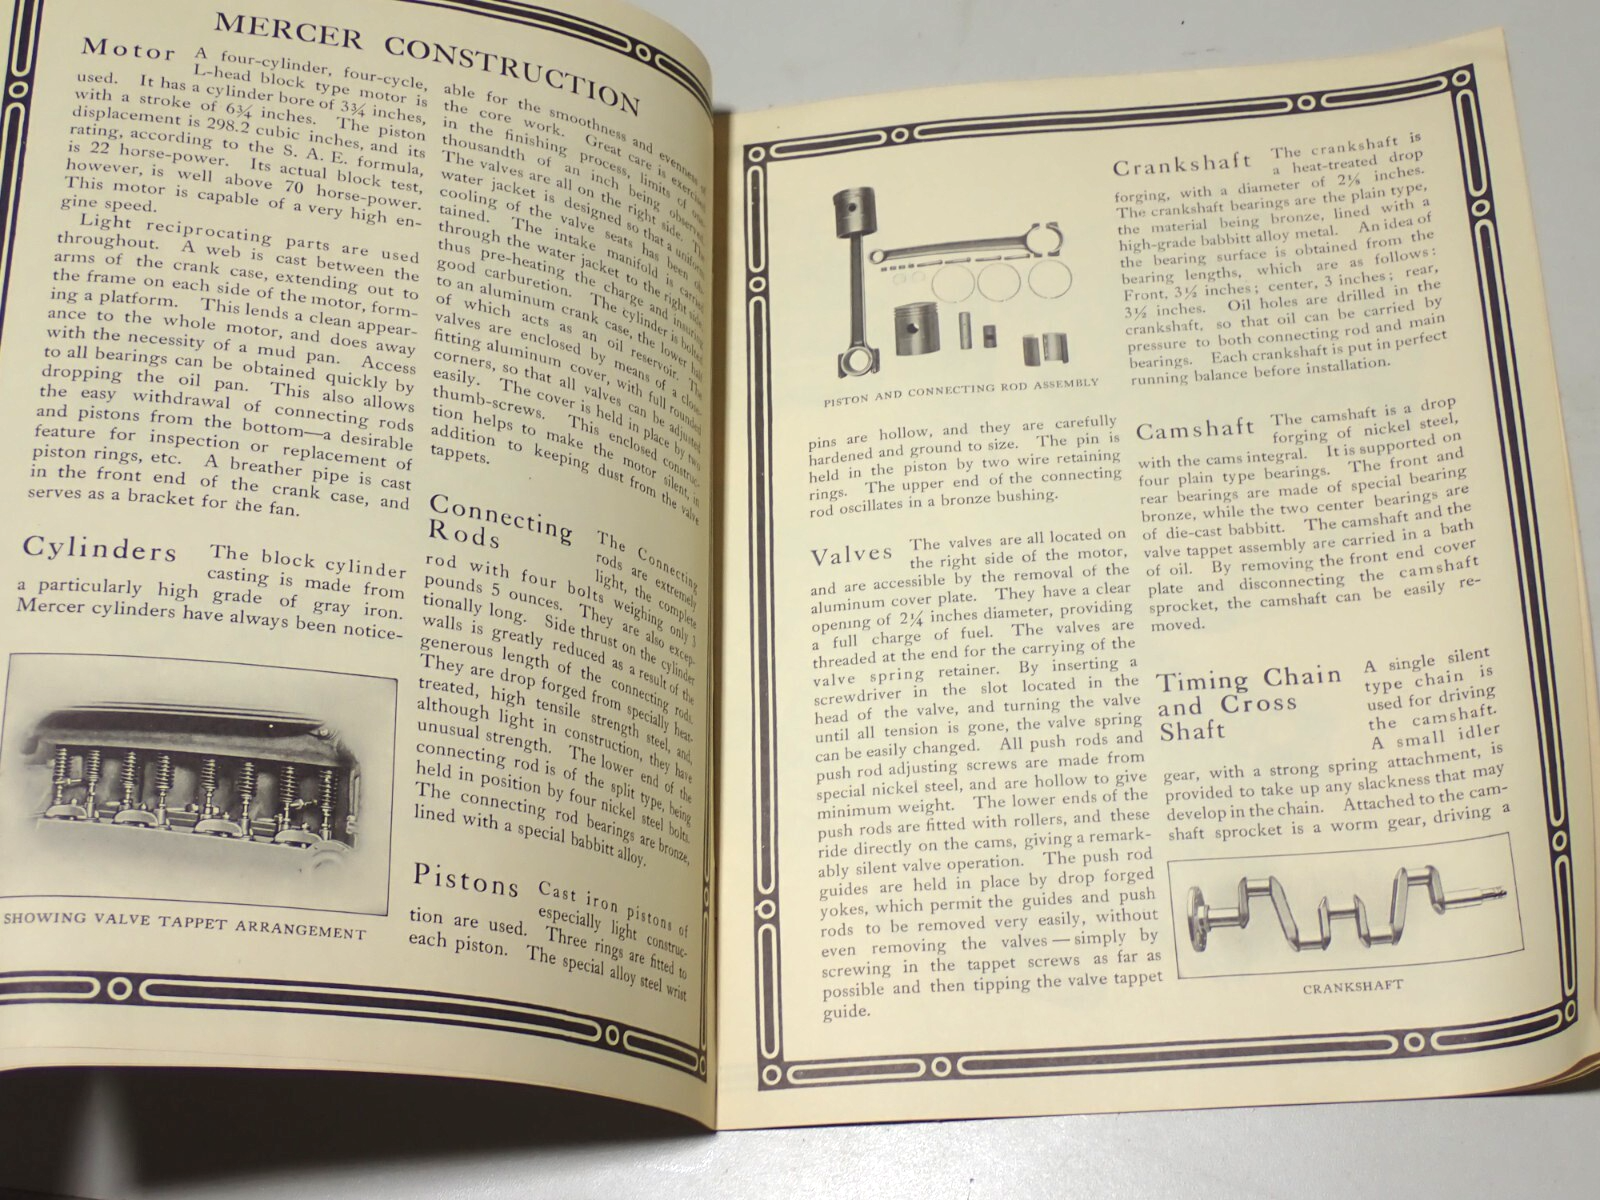 MERCER CONSTRUCTION
Motor A four-cylinder, four-cycle,
L-head block type motor is
used. It has a cylinder bore of 3¾ inches,
with a stroke of 6¾ inches. The piston
displacement is 298.2 cubic inches, and its
rating, according to the S. A. E. formula,
is 22 horse-power. Its actual block test,
however, is well above 70 horse-power.
This motor is capable of a very high en-
gine speed.
Light reciprocating parts are used
throughout. A web is cast between the
arms of the crank case, extending out to
the frame on each side of the motor, form-
ing a platform. This lends a clean appear-
ance to the whole motor, and does away
with the necessity of a mud pan. Access
to all bearings can be obtained quickly by
dropping the oil pan. This also allows
the easy withdrawal of connecting rods
and pistons from the bottom—a desirable
feature for inspection or replacement of
piston rings, etc. A breather pipe is cast
in the front end of the crank case, and
serves as a bracket for the fan.
Cylinders The block cylinder
casting is made from
a particularly high grade of gray iron.
Mercer cylinders have always been notice-
SHOWING VALVE TAPPET ARRANGEMENT
able for the smoothness and evenness of
the core work. Great care is exercised
in the finishing process, limits of one-
thousandth of an inch being observed.
The valves are all on the right side. The
water jacket is designed so that a uniform
cooling of the valve seats has been ob-
tained. The intake manifold is carried
through the water jacket to the right side,
thus pre-heating the charge and insuring
good carburetion. The cylinder is bolted
to an aluminum crank case, the lower half
of which acts as an oil reservoir. The
valves are enclosed by means of a close-
fitting aluminum cover, with full rounded
corners, so that all valves can be adjusted
easily. The cover is held in place by two
thumb-screws. This enclosed construc-
tion helps to make the motor silent, in
addition to keeping dust from the valve
tappets.
Connecting
Rods
The Connecting
rods are extremely
light, the complete
rod with four bolts weighing only 3
pounds 5 ounces. They are also excep-
tionally long. Side thrust on the cylinder
walls is greatly reduced as a result of the
generous length of the connecting rods.
They are drop forged from specially heat-
treated, high tensile strength steel, and,
although light in construction, they have
unusual strength. The lower end of the
connecting rod is of the split type, being
held in position by four nickel steel bolts.
The connecting rod bearings are bronze,
lined with a special babbitt alloy.
Pistons Cast iron pistons of
especially light construc-
tion are used. Three rings are fitted to
each piston. The special alloy steel wrist
PISTON AND CONNECTING ROD ASSEMBLY
pins are hollow, and they are carefully
hardened and ground to size. The pin is
held in the piston by two wire retaining
rings. The upper end of the connecting
rod oscillates in a bronze bushing.
Valves The valves are all located on
the right side of the motor,
and are accessible by the removal of the
aluminum cover plate. They have a clear
opening of 2¼ inches diameter, providing
a full charge of fuel. The valves are
threaded at the end for the carrying of the
valve spring retainer. By inserting a
screwdriver in the slot located in the
head of the valve, and turning the valve
until all tension is gone, the valve spring
can be easily changed. All push rods and
push rod adjusting screws are made from
special nickel steel, and are hollow to give
minimum weight. The lower ends of the
push rods are fitted with rollers, and these
ride directly on the cams, giving a remark-
ably silent valve operation. The push rod
guides are held in place by drop forged
yokes, which permit the guides and push
rods to be removed very easily, without
even removing the valves—simply by
screwing in the tappet screws as far as
possible and then tipping the valve tappet
guide.
Crankshaft The crankshaft is
a heat-treated drop
forging, with a diameter of 2⅛ inches.
The crankshaft bearings are the plain type,
the material being bronze, lined with a
high-grade babbitt alloy metal. An idea of
the bearing surface is obtained from the
bearing lengths, which are as follows:
Front, 3½ inches; center, 3 inches; rear,
3½ inches. Oil holes are drilled in the
crankshaft, so that oil can be carried by
pressure to both connecting rod and main
bearings. Each crankshaft is put in perfect
running balance before installation.
Camshaft The camshaft is a drop
forging of nickel steel,
with the cams integral. It is supported on
four plain type bearings. The front and
rear bearings are made of special bearing
bronze, while the two center bearings are
of die-cast babbitt. The camshaft and the
valve tappet assembly are carried in a bath
of oil. By removing the front end cover
plate and disconnecting the camshaft
sprocket, the camshaft can be easily re-
moved.
Timing Chain
and Cross
Shaft
A single silent
type chain is
used for driving
the camshaft.
A small idler
gear, with a strong spring attachment, is
provided to take up any slackness that may
develop in the chain. Attached to the cam-
shaft sprocket is a worm gear, driving a
CRANKSHAFT